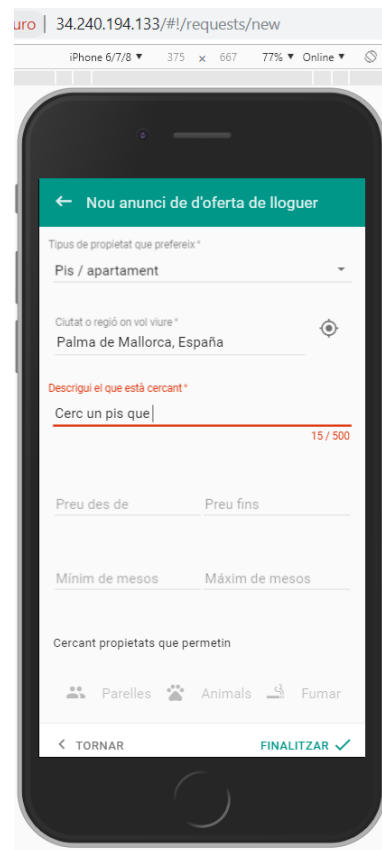 uro | 34.240.194.133/#!/requests/new
iPhone 6/7/8 ▼ 375 x 667 77% ▼ Online ▼
← Nou anunci de d'oferta de lloguer
Tipus de propietat que prefereix *
Pis / apartament
Ciutat o regió on vol viure *
Palma de Mallorca, España
Descrigui el que està cercant *
Cerc un pis que
15 / 500
Preu des de Preu fins
Mínim de mesos Máxim de mesos
Cercant propietats que permetin
Parelles Animals Fumar
< TORNAR FINALITZAR ✓